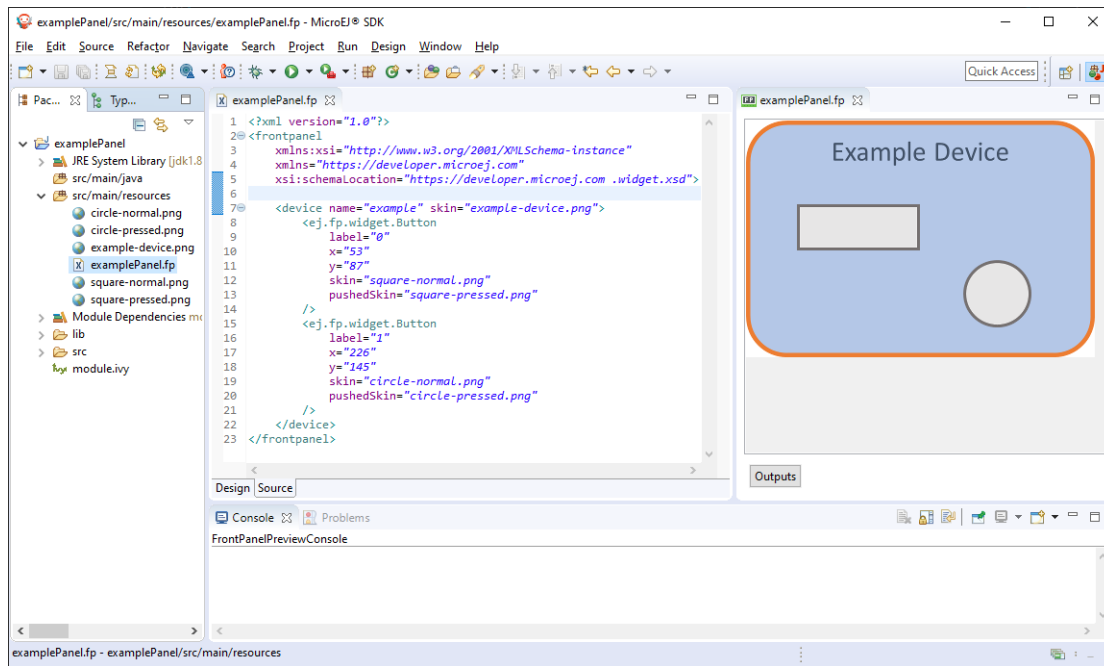 examplePanel/src/main/resources/examplePanel.fp - MicroEJ® SDK
File Edit Source Refactor Navigate Search Project Run Design Window Help
Quick Access
Pac... Typ...
examplePanel
JRE System Library [jdk1.8
src/main/java
src/main/resources
circle-normal.png
circle-pressed.png
example-device.png
examplePanel.fp
square-normal.png
square-pressed.png
Module Dependencies mo
lib
src
module.ivy
examplePanel.fp
1 <?xml version="1.0"?>
2 <frontpanel
3 xmlns:xsi="http://www.w3.org/2001/XMLSchema-instance"
4 xmlns="https://developer.microej.com"
5 xsi:schemaLocation="https://developer.microej.com .widget.xsd">
6
7 <device name="example" skin="example-device.png">
8 <ej.fp.widget.Button
9 label="0"
10 x="53"
11 y="87"
12 skin="square-normal.png"
13 pushedSkin="square-pressed.png"
14 />
15 <ej.fp.widget.Button
16 label="1"
17 x="226"
18 y="145"
19 skin="circle-normal.png"
20 pushedSkin="circle-pressed.png"
21 />
22 </device>
23 </frontpanel>
Design Source
examplePanel.fp
Example Device
Outputs
Console Problems
FrontPanelPreviewConsole
examplePanel.fp - examplePanel/src/main/resources